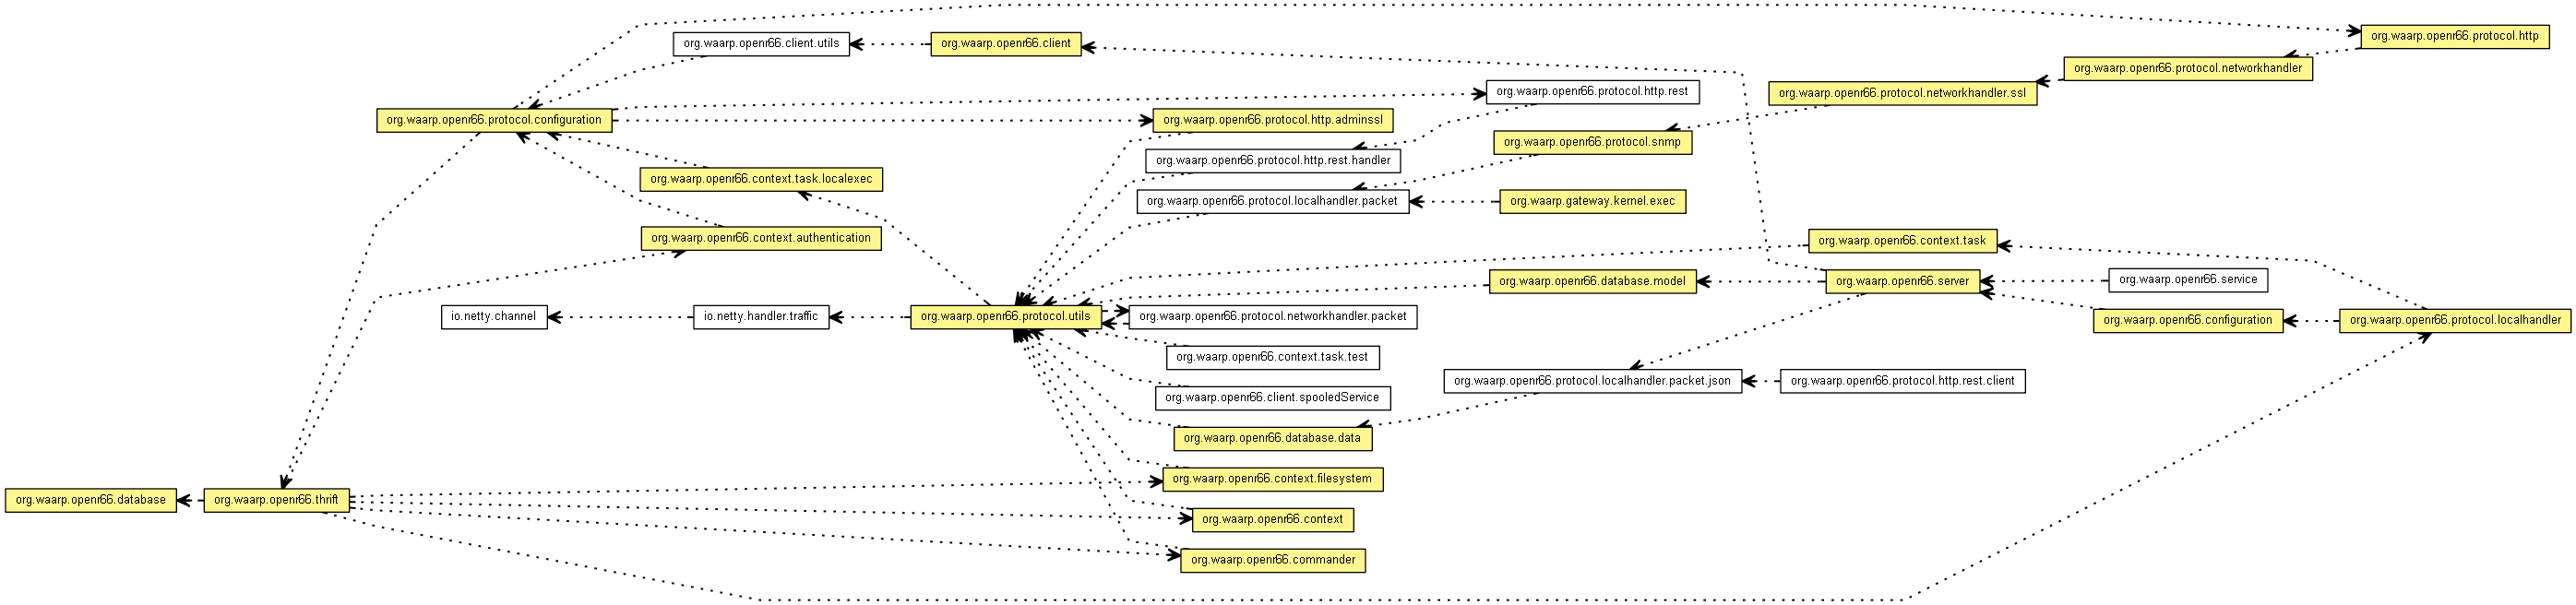 org.waarp.openr66.protocol.http
org.waarp.openr66.client.utils
org.waarp.openr66.client
org.waarp.openr66.protocol.networkhandler
org.waarp.openr66.protocol.http.rest
org.waarp.openr66.protocol.networkhandler.ssl
org.waarp.openr66.protocol.configuration
org.waarp.openr66.protocol.http.adminssl
org.waarp.openr66.protocol.snmp
org.waarp.openr66.protocol.http.rest.handler
org.waarp.openr66.context.task.localexec
org.waarp.openr66.protocol.localhandler.packet
org.waarp.gateway.kernel.exec
org.waarp.openr66.context.authentication
org.waarp.openr66.context.task
org.waarp.openr66.database.model
org.waarp.openr66.server
org.waarp.openr66.service
io.netty.channel
io.netty.handler.traffic
org.waarp.openr66.protocol.utils
org.waarp.openr66.protocol.networkhandler.packet
org.waarp.openr66.configuration
org.waarp.openr66.protocol.localhandler
org.waarp.openr66.context.task.test
org.waarp.openr66.protocol.localhandler.packet.json
org.waarp.openr66.protocol.http.rest.client
org.waarp.openr66.client.spooledService
org.waarp.openr66.database.data
org.waarp.openr66.context.filesystem
org.waarp.openr66.database
org.waarp.openr66.thrift
org.waarp.openr66.context
org.waarp.openr66.commander